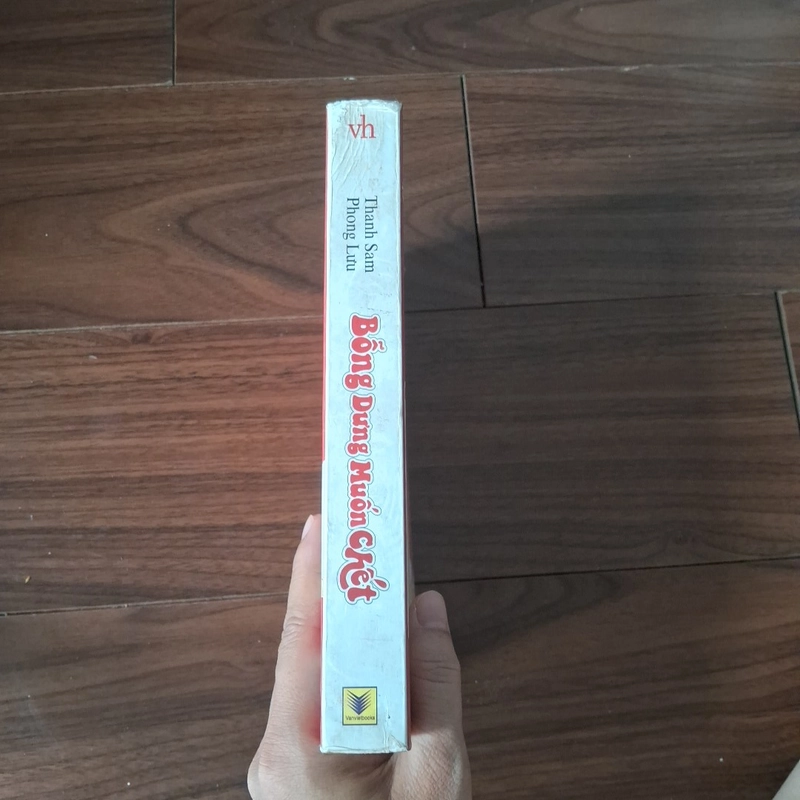 vh
Thanh Sam
Phong Lưu
Bỗng Dưng Muốn Chết
Vanvietbooks